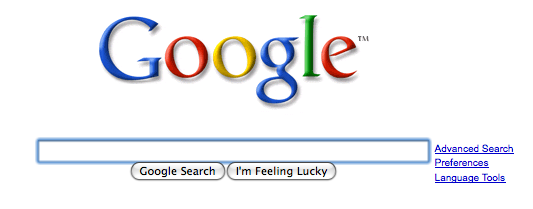 Google™
Advanced Search
Preferences
Language Tools
Google Search
I'm Feeling Lucky